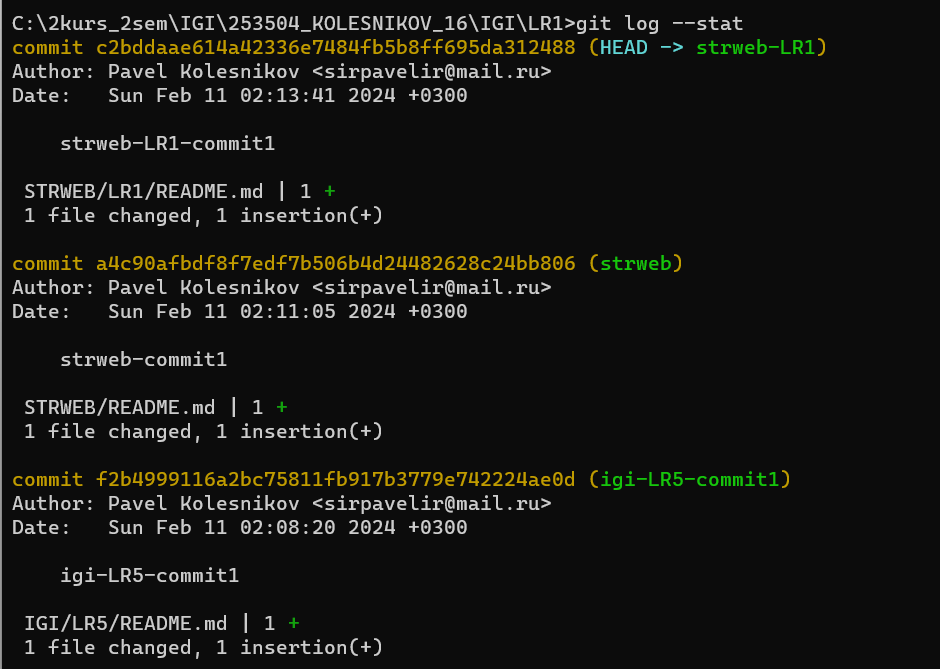 C:\2kurs_2sem\IGI\253504_KOLESNIKOV_16\IGI\LR1>git log --stat
commit c2bddaae614a42336e7484fb5b8ff695da312488 (HEAD -> strweb-LR1)
Author: Pavel Kolesnikov <sirpavelir@mail.ru>
Date:   Sun Feb 11 02:13:41 2024 +0300

    strweb-LR1-commit1

 STRWEB/LR1/README.md | 1 +
 1 file changed, 1 insertion(+)

commit a4c90afbdf8f7edf7b506b4d24482628c24bb806 (strweb)
Author: Pavel Kolesnikov <sirpavelir@mail.ru>
Date:   Sun Feb 11 02:11:05 2024 +0300

    strweb-commit1

 STRWEB/README.md | 1 +
 1 file changed, 1 insertion(+)

commit f2b4999116a2bc75811fb917b3779e742224ae0d (igi-LR5-commit1)
Author: Pavel Kolesnikov <sirpavelir@mail.ru>
Date:   Sun Feb 11 02:08:20 2024 +0300

    igi-LR5-commit1

 IGI/LR5/README.md | 1 +
 1 file changed, 1 insertion(+)